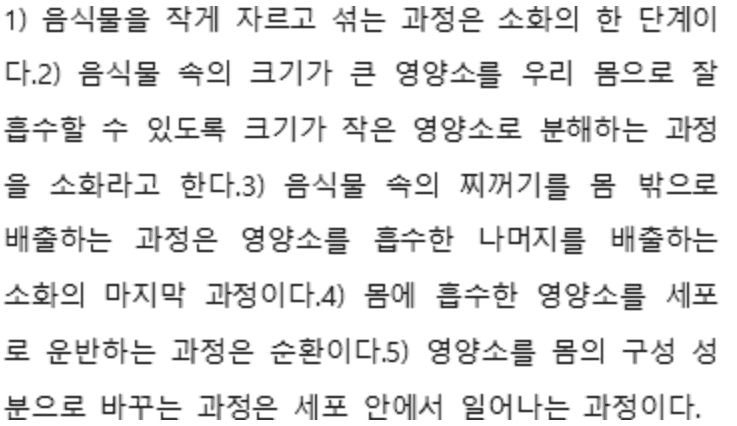 1) 음식물을 작게 자르고 섞는 과정은 소화의 한 단계이
다.2) 음식물 속의 크기가 큰 영양소를 우리 몸으로 잘
흡수할 수 있도록 크기가 작은 영양소로 분해하는 과정
을 소화라고 한다.3) 음식물 속의 찌꺼기를 몸 밖으로
배출하는 과정은 영양소를 흡수한 나머지를 배출하는
소화의 마지막 과정이다.4) 몸에 흡수한 영양소를 세포
로 운반하는 과정은 순환이다.5) 영양소를 몸의 구성 성
분으로 바꾸는 과정은 세포 안에서 일어나는 과정이다.